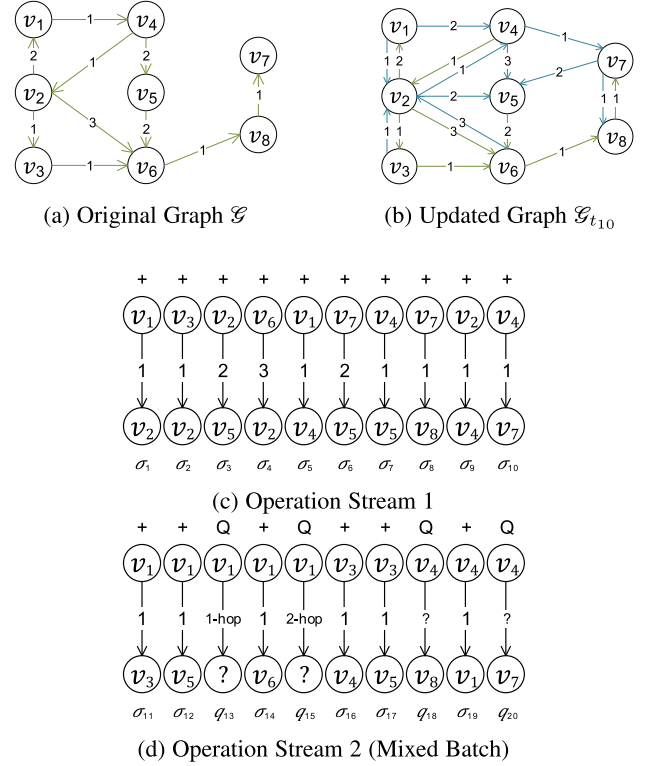 v₁ 1 v₄ v₁ 2 v₄
2 1 2 v₇ 1 2 1 3 1 v₇
v₂ v₅ 1 v₂ 2 v₅ 2 1 1
1 3 2 v₈ 1 1 3 3 2 v₈
v₃ 1 v₆ 1 v₃ 1 v₆ 1
(a) Original Graph 𝒢
(b) Updated Graph 𝒢ₜ₁₀
+ + + + + + + + + +
v₁ v₃ v₂ v₆ v₁ v₇ v₄ v₇ v₂ v₄
1 1 2 3 1 2 1 1 1 1
v₂ v₂ v₅ v₂ v₄ v₅ v₅ v₈ v₄ v₇
σ₁ σ₂ σ₃ σ₄ σ₅ σ₆ σ₇ σ₈ σ₉ σ₁₀
(c) Operation Stream 1
+ + Q + Q + + Q + Q
v₁ v₁ v₁ v₁ v₁ v₃ v₃ v₄ v₄ v₄
1 1 1-hop 1 2-hop 1 1 ? 1 ?
v₃ v₅ ? v₆ ? v₄ v₅ v₈ v₁ v₇
σ₁₁ σ₁₂ q₁₃ σ₁₄ q₁₅ σ₁₆ σ₁₇ q₁₈ σ₁₉ q₂₀
(d) Operation Stream 2 (Mixed Batch)